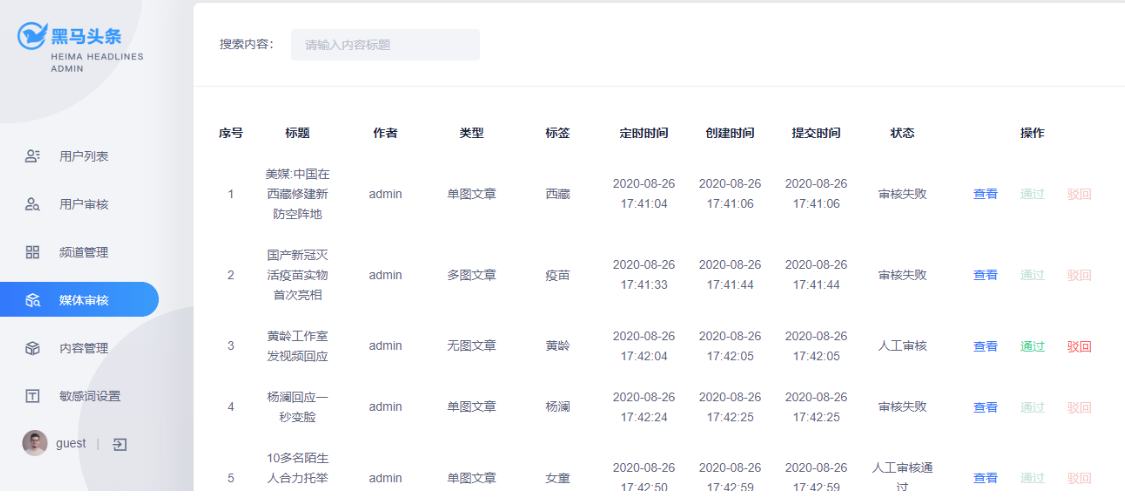 黑马头条
HEIMA HEADLINES
ADMIN
用户列表
用户审核
频道管理
媒体审核
内容管理
敏感词设置
guest
搜索内容： 请输入内容标题
序号 标题 作者 类型 标签 定时时间 创建时间 提交时间 状态 操作
美媒:中国在
西藏修建新
防空阵地
1 admin 单图文章 西藏 2020-08-26 17:41:04 2020-08-26 17:41:06 2020-08-26 17:41:06 审核失败 查看 通过 驳回
国产新冠灭
活疫苗实物
首次亮相
2 admin 多图文章 疫苗 2020-08-26 17:41:33 2020-08-26 17:41:44 2020-08-26 17:41:44 审核失败 查看 通过 驳回
黄龄工作室
发视频回应
3 admin 无图文章 黄龄 2020-08-26 17:42:04 2020-08-26 17:42:05 2020-08-26 17:42:05 人工审核 查看 通过 驳回
杨澜回应一
秒变脸
4 admin 单图文章 杨澜 2020-08-26 17:42:24 2020-08-26 17:42:25 2020-08-26 17:42:25 审核失败 查看 通过 驳回
10多名陌生
人合力托举
5 admin 单图文章 女童 2020-08-26 17:42:50 2020-08-26 17:42:59 2020-08-26 17:42:59 人工审核通过 查看 通过 驳回